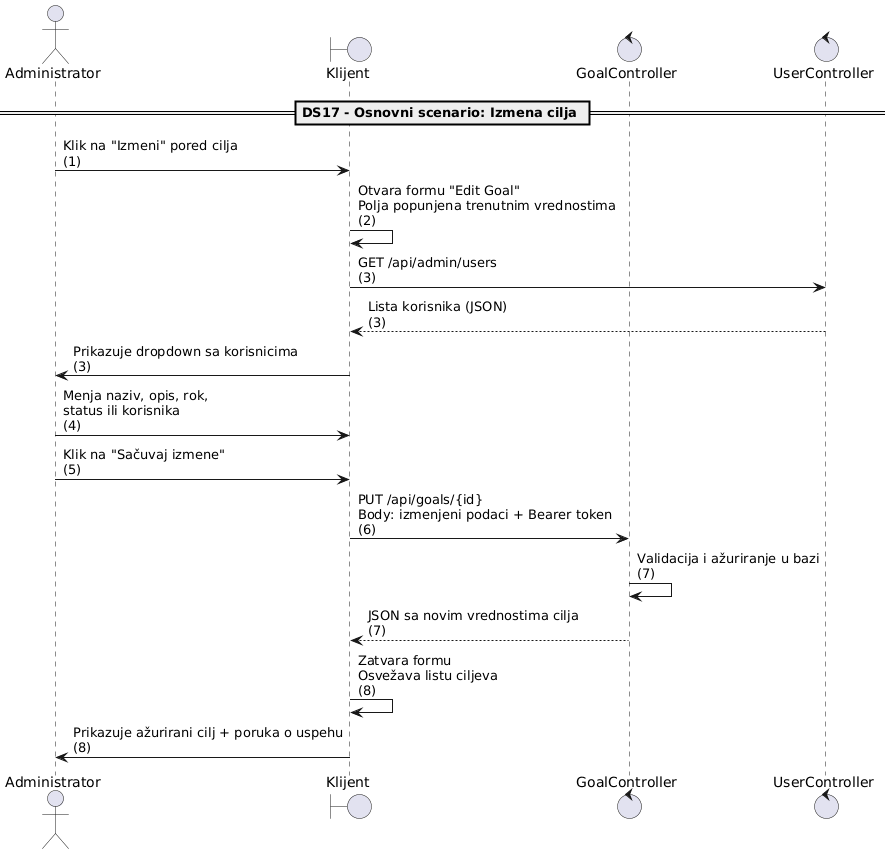 Administrator
Klijent
GoalController
UserController
DS17 - Osnovni scenario: Izmena cilja
Klik na "Izmeni" pored cilja
(1)
Otvara formu "Edit Goal"
Polja popunjena trenutnim vrednostima
(2)
GET /api/admin/users
(3)
Lista korisnika (JSON)
(3)
Prikazuje dropdown sa korisnicima
(3)
Menja naziv, opis, rok,
status ili korisnika
(4)
Klik na "Sačuvaj izmene"
(5)
PUT /api/goals/{id}
Body: izmenjeni podaci + Bearer token
(6)
Validacija i ažuriranje u bazi
(7)
JSON sa novim vrednostima cilja
(7)
Zatvara formu
Osvežava listu ciljeva
(8)
Prikazuje ažurirani cilj + poruka o uspehu
(8)
Administrator
Klijent
GoalController
UserController